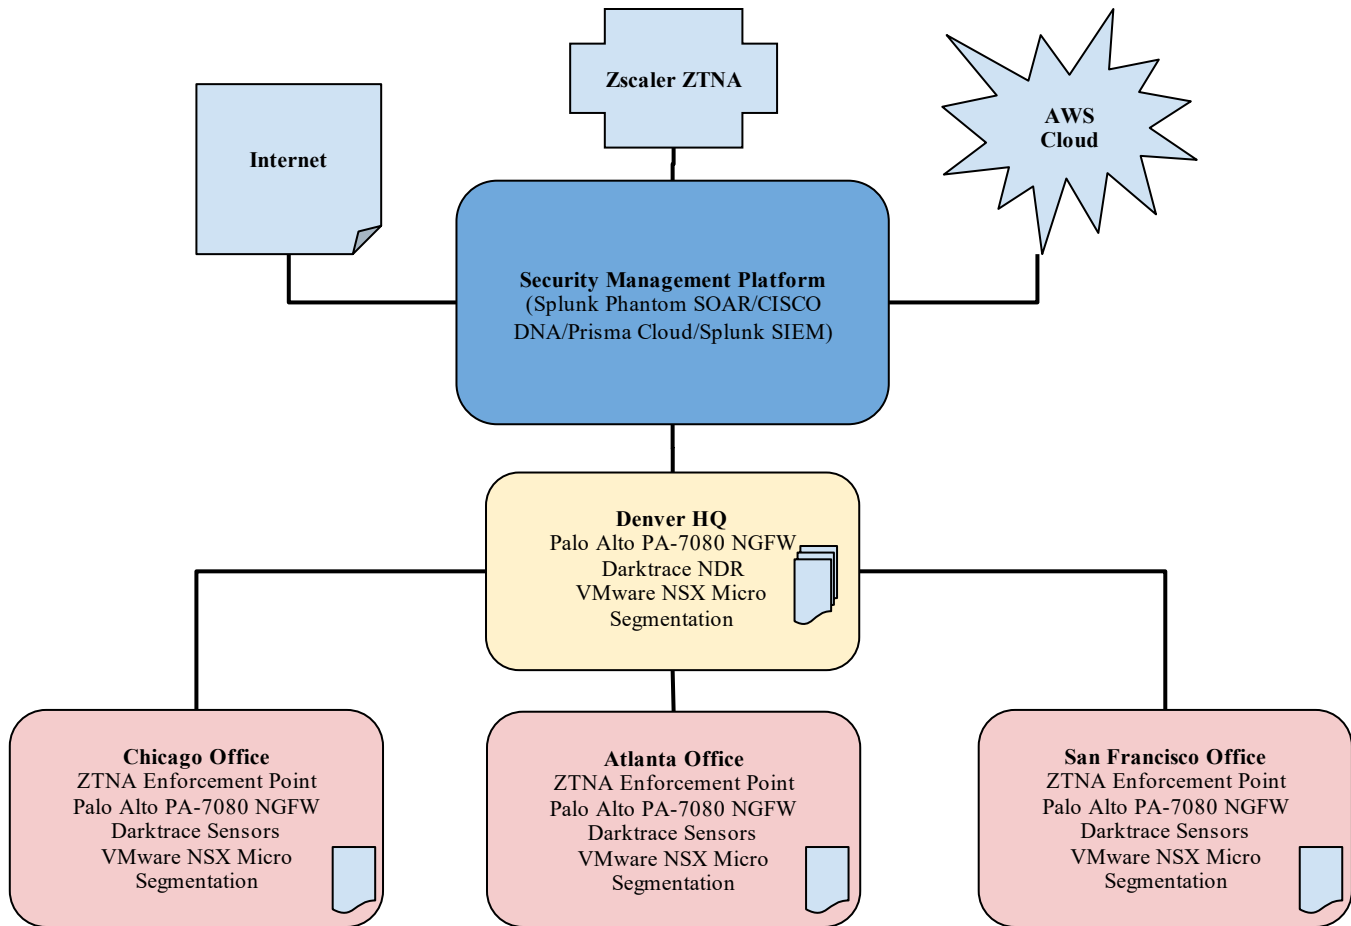 Zscaler ZTNA
Internet
AWS
Cloud
Security Management Platform
(Splunk Phantom SOAR/CISCO
DNA/Prisma Cloud/Splunk SIEM)
Denver HQ
Palo Alto PA-7080 NGFW
Darktrace NDR
VMware NSX Micro
Segmentation
Chicago Office
ZTNA Enforcement Point
Palo Alto PA-7080 NGFW
Darktrace Sensors
VMware NSX Micro
Segmentation
Atlanta Office
ZTNA Enforcement Point
Palo Alto PA-7080 NGFW
Darktrace Sensors
VMware NSX Micro
Segmentation
San Francisco Office
ZTNA Enforcement Point
Palo Alto PA-7080 NGFW
Darktrace Sensors
VMware NSX Micro
Segmentation